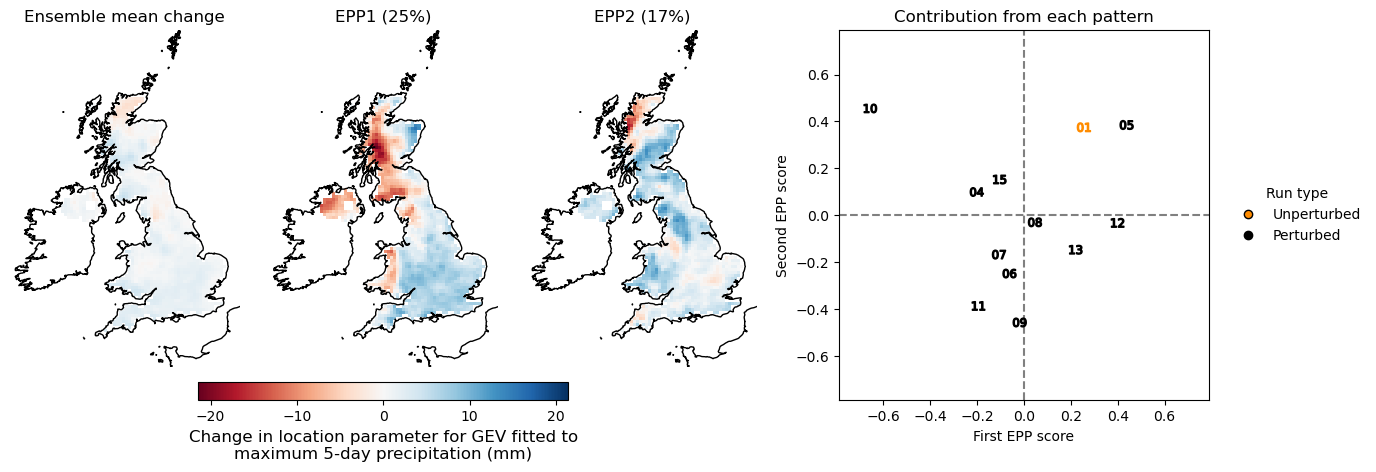 Ensemble mean change
EPP1 (25%)
EPP2 (17%)
Contribution from each pattern
−20
−10
0
10
20
Change in location parameter for GEV fitted to
maximum 5-day precipitation (mm)
Second EPP score
0.6
0.4
0.2
0.0
−0.2
−0.4
−0.6
10
01
05
15
04
08
12
13
07
06
11
09
−0.6
−0.4
−0.2
0.0
0.2
0.4
0.6
First EPP score
Run type
Unperturbed
Perturbed